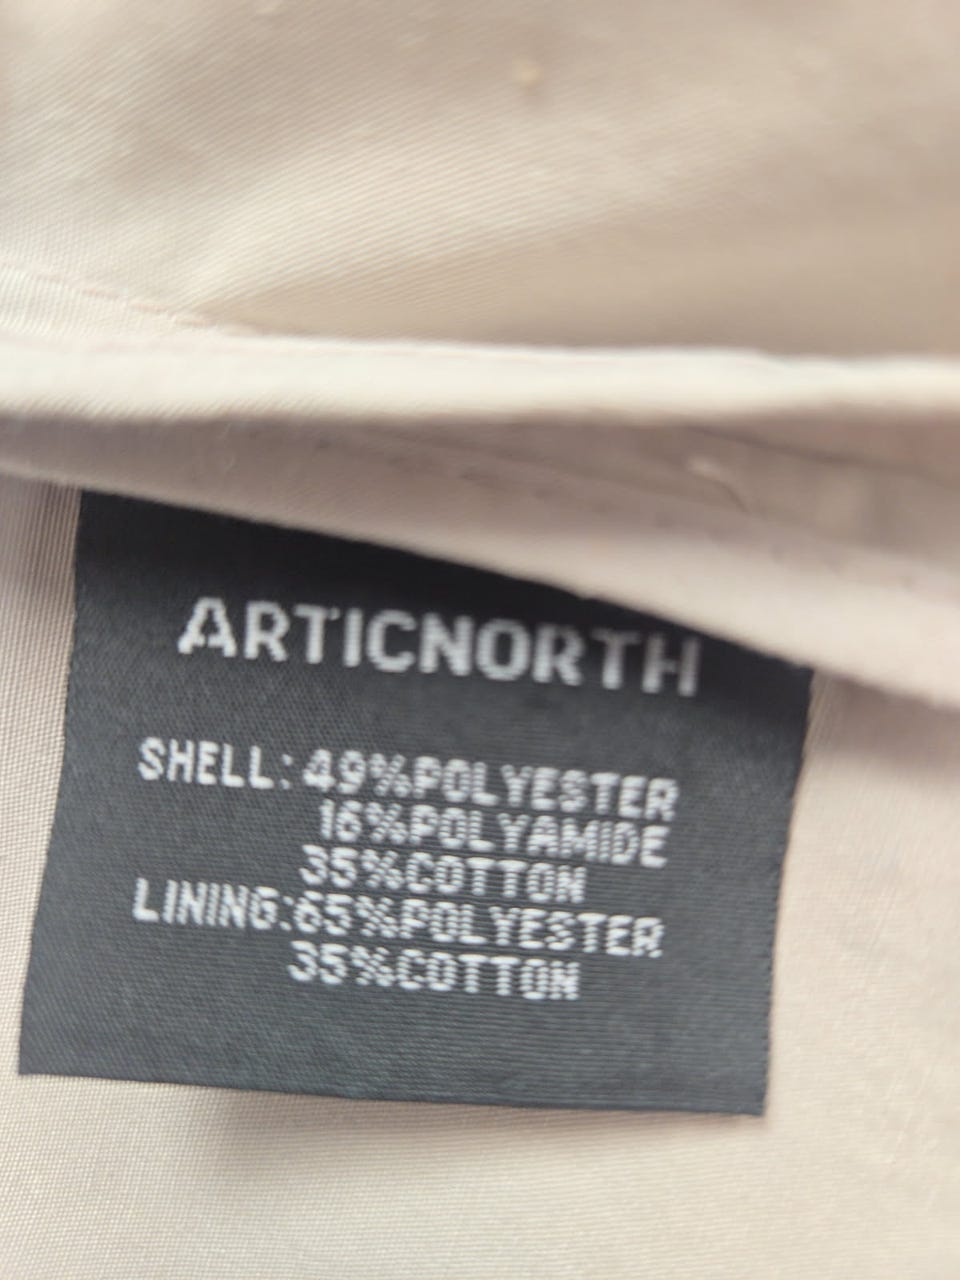 ARTICNORTH
SHELL: 49%POLYESTER
16%POLYAMIDE
35%COTTON
LINING:65%POLYESTER
35%COTTON